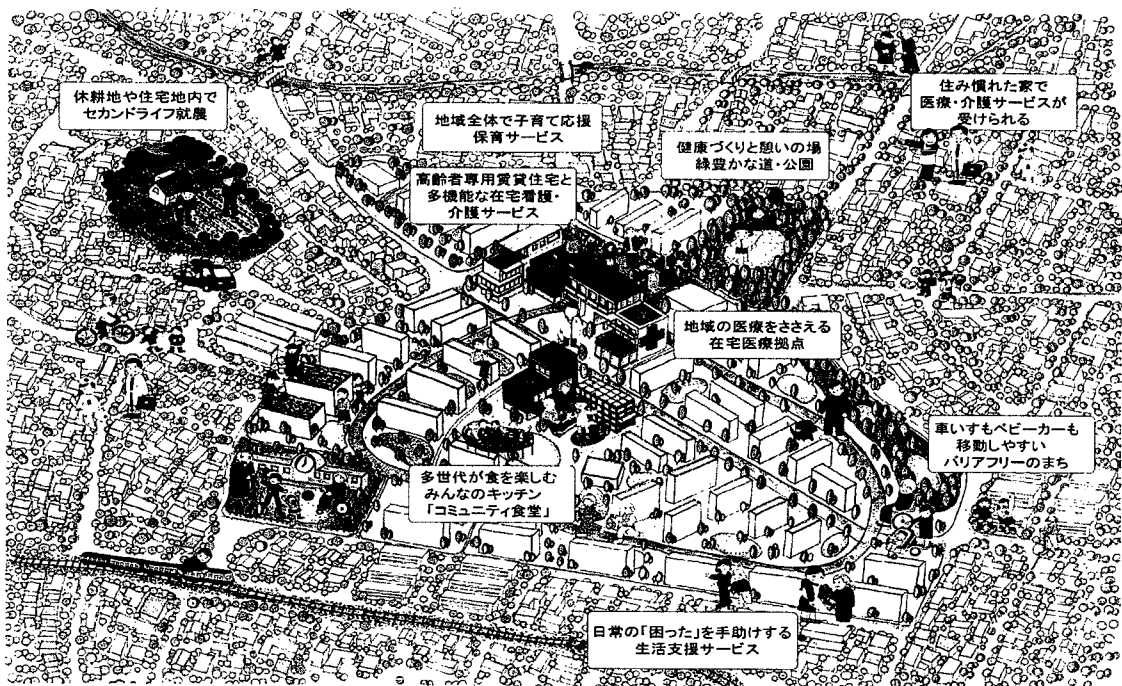 休耕地や住宅地内で
セカンドライフ就農
地域全体で子育て応援
保育サービス
住み慣れた家で
医療・介護サービスが
受けられる
健康づくりと憩いの場
緑豊かな道・公園
高齢者専用賃貸住宅と
多機能な在宅看護・
介護サービス
地域の医療をささえる
在宅医療拠点
車いすもベビーカーも
移動しやすい
バリアフリーのまち
多世代が食を楽しむ
みんなのキッチン
「コミュニティ食堂」
日常の「困った」を手助けする
生活支援サービス